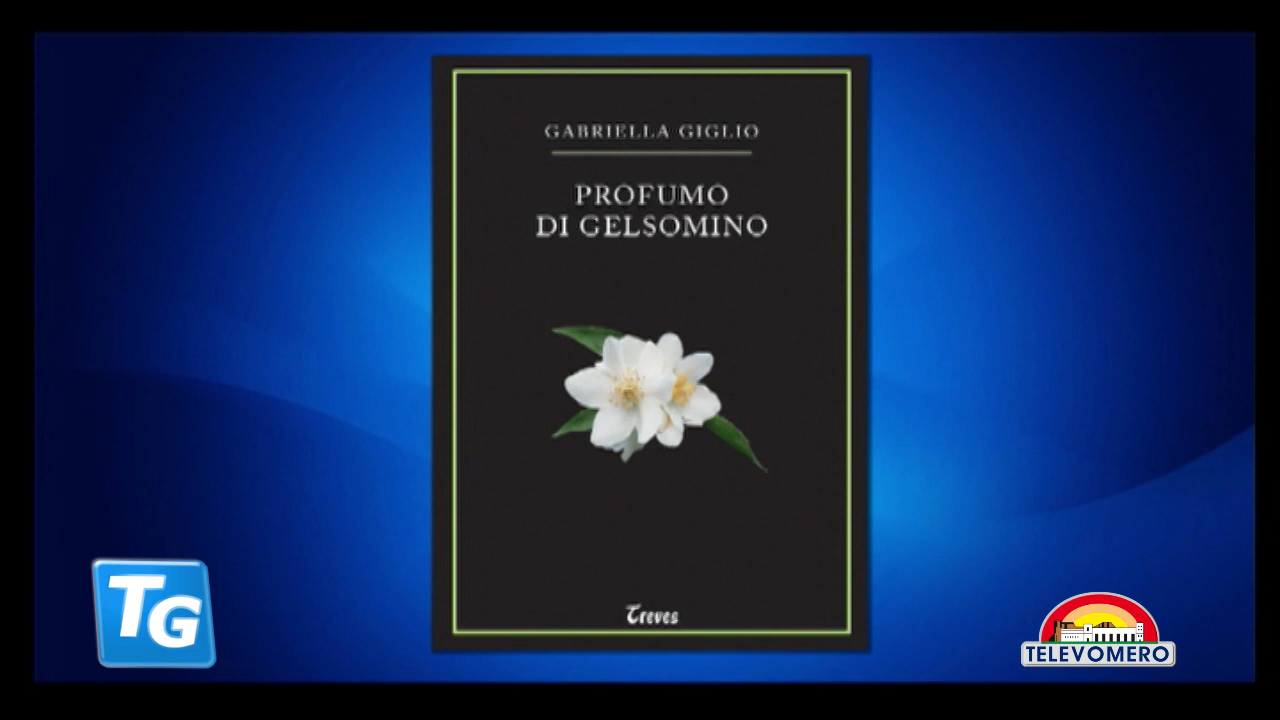 GABRIELLA GIGLIO
PROFUMO
DI GELSOMINO
Treves
TG
TELEVOMERO